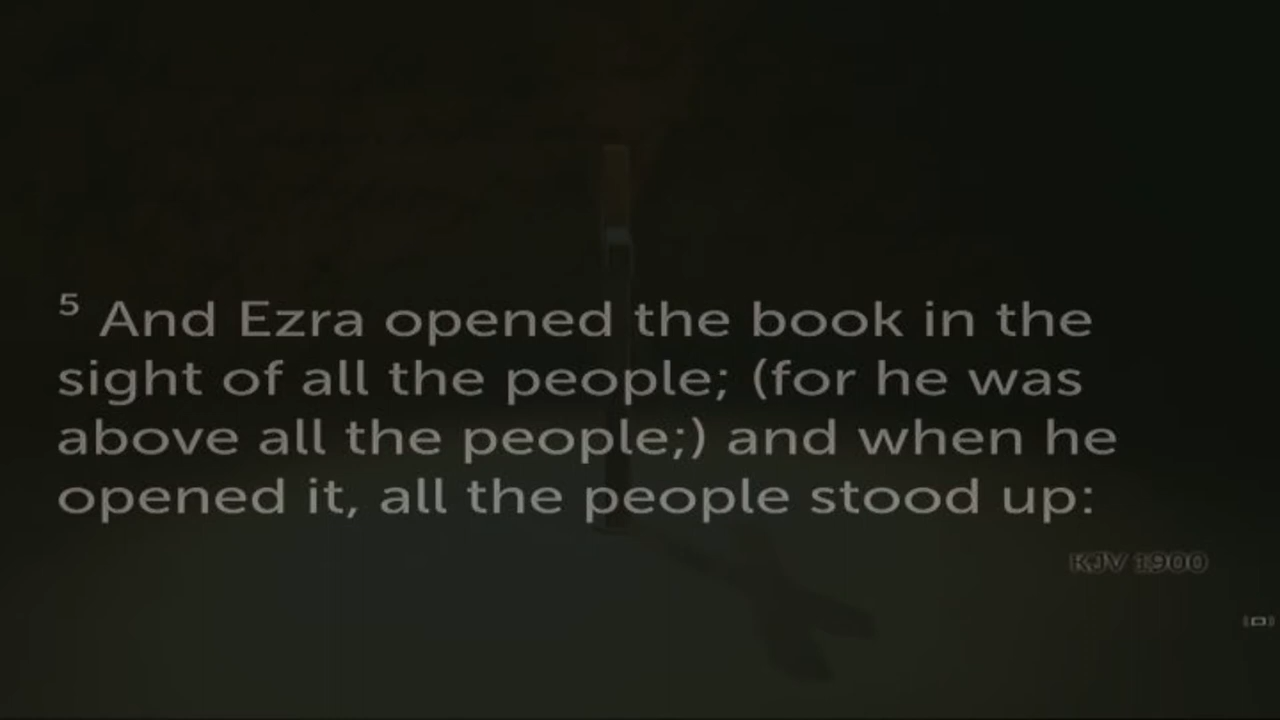 5 And Ezra opened the book in the
sight of all the people; (for he was
above all the people;) and when he
opened it, all the people stood up:
KJV 1900